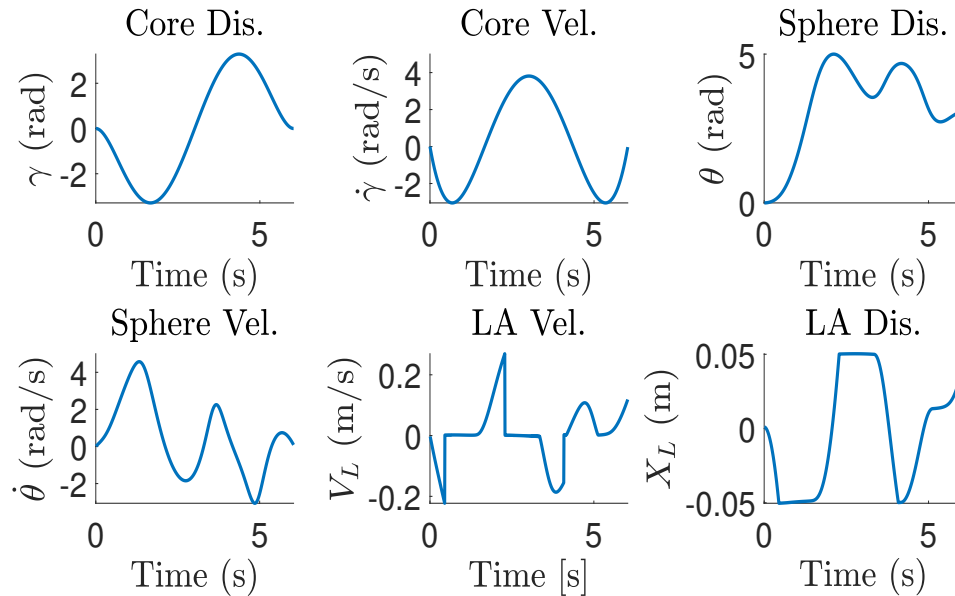 Core Dis.
γ (rad)
2
0
-2
0
5
Time (s)
Core Vel.
γ̇ (rad/s)
4
2
0
-2
0
5
Time (s)
Sphere Dis.
θ (rad)
5
0
0
5
Time (s)
Sphere Vel.
θ̇ (rad/s)
4
2
0
-2
0
5
Time (s)
LA Vel.
V_L (m/s)
0.2
0
-0.2
0
5
Time [s]
LA Dis.
X_L (m)
0.05
0
-0.05
0
5
Time (s)